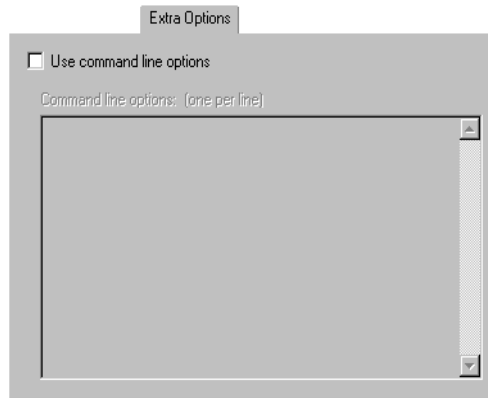 Extra Options
Use command line options
Command line options: (one per line)